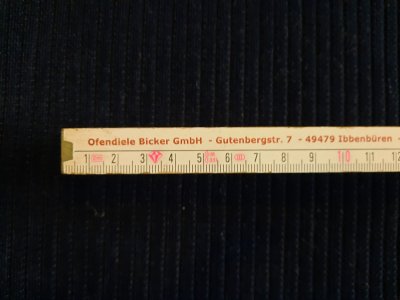 Ofendiele Bicker GmbH - Gutenbergstr. 7 - 49479 Ibbenbüren -
1 2 3 4 5 6 7 8 9 10 11 12